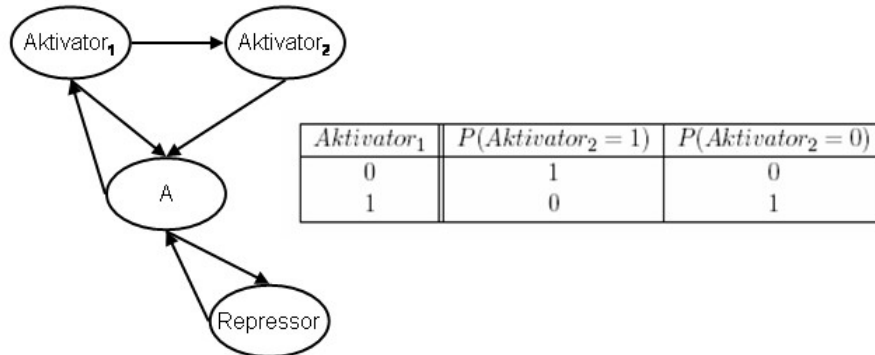 Aktivator₁
Aktivator₂
A
Repressor
Aktivator₁ P(Aktivator₂ = 1) P(Aktivator₂ = 0)
0 1 0
1 0 1